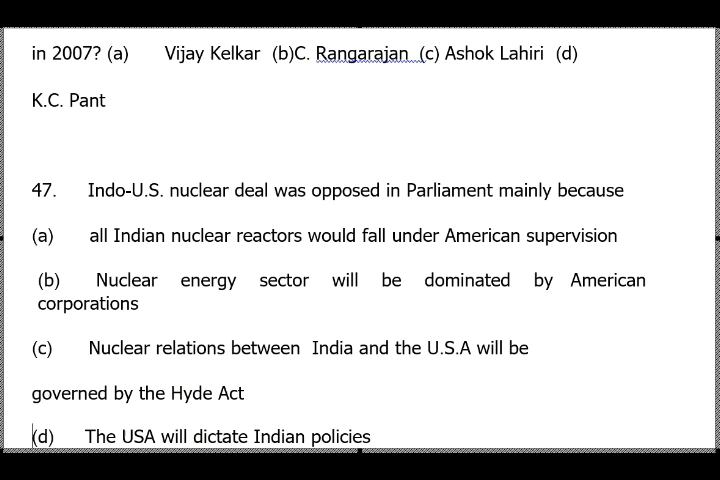 in 2007? (a) Vijay Kelkar (b)C. Rangarajan (c) Ashok Lahiri (d)
K.C. Pant
47. Indo-U.S. nuclear deal was opposed in Parliament mainly because
(a) all Indian nuclear reactors would fall under American supervision
(b) Nuclear energy sector will be dominated by American
corporations
(c) Nuclear relations between India and the U.S.A will be
governed by the Hyde Act
(d) The USA will dictate Indian policies